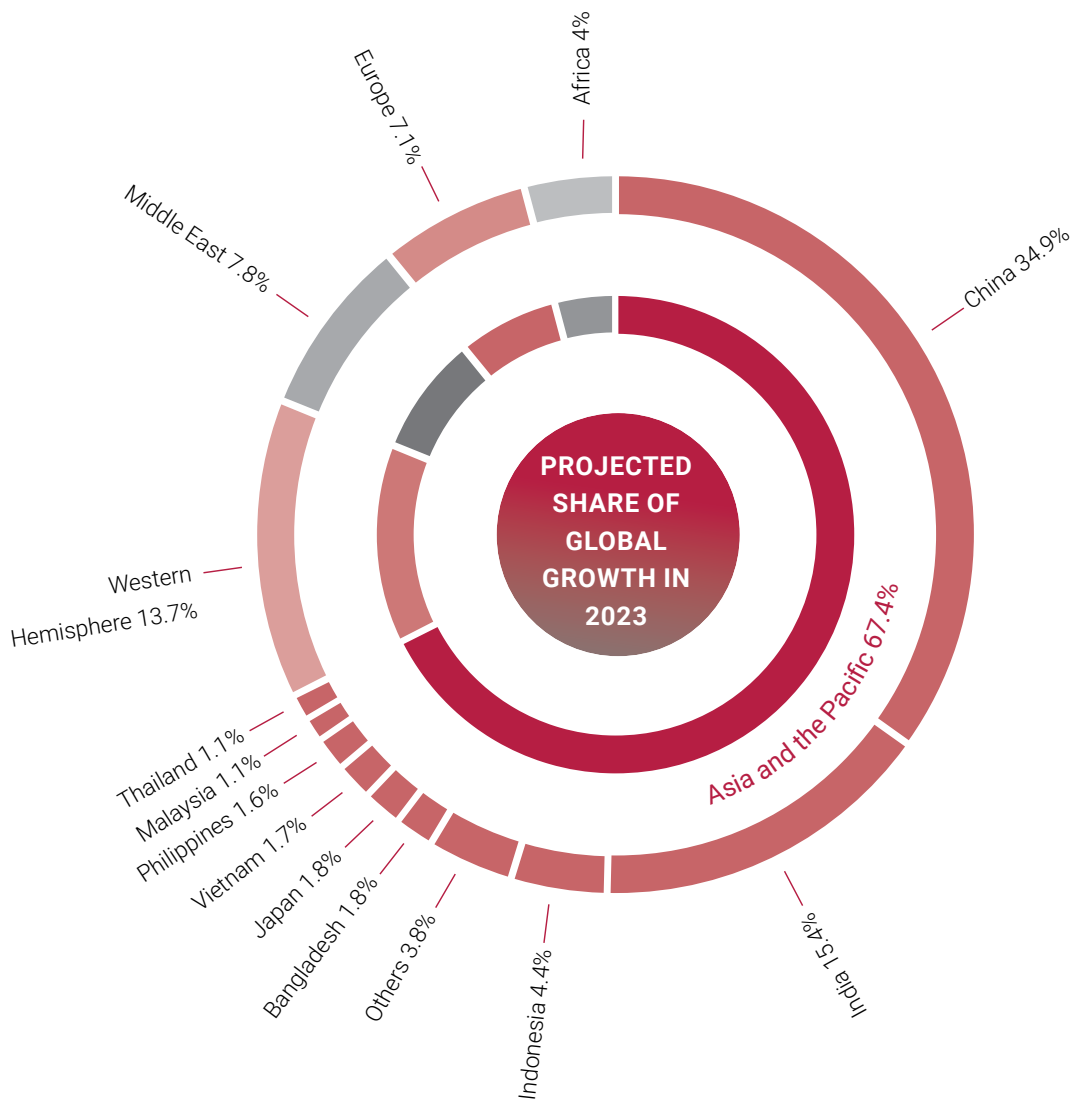 PROJECTED
SHARE OF
GLOBAL
GROWTH IN
2023
Asia and the Pacific 67.4%
Africa 4%
China 34.9%
India 15.4%
Indonesia 4.4%
Others 3.8%
Bangladesh 1.8%
Japan 1.8%
Vietnam 1.7%
Philippines 1.6%
Malaysia 1.1%
Thailand 1.1%
Western
Hemisphere 13.7%
Middle East 7.8%
Europe 7.1%